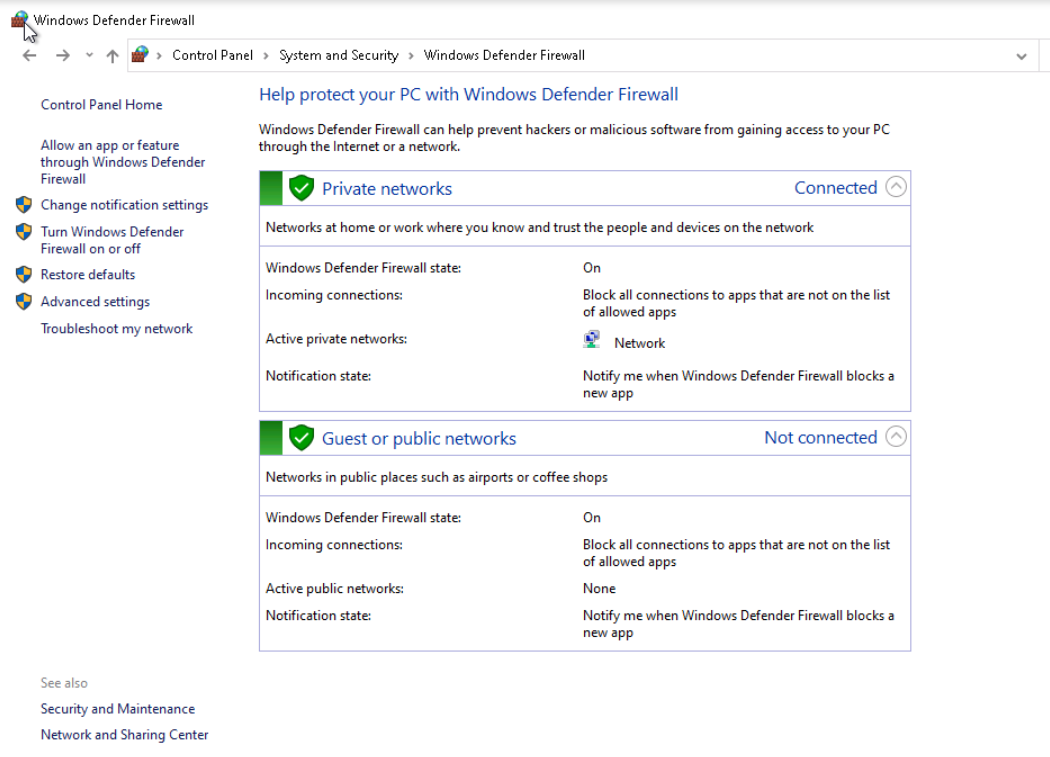 Windows Defender Firewall
Control Panel › System and Security › Windows Defender Firewall
Control Panel Home
Allow an app or feature
through Windows Defender
Firewall
Change notification settings
Turn Windows Defender
Firewall on or off
Restore defaults
Advanced settings
Troubleshoot my network
Help protect your PC with Windows Defender Firewall
Windows Defender Firewall can help prevent hackers or malicious software from gaining access to your PC
through the Internet or a network.
Private networks Connected
Networks at home or work where you know and trust the people and devices on the network
Windows Defender Firewall state: On
Incoming connections: Block all connections to apps that are not on the list
of allowed apps
Active private networks: Network
Notification state: Notify me when Windows Defender Firewall blocks a
new app
Guest or public networks Not connected
Networks in public places such as airports or coffee shops
Windows Defender Firewall state: On
Incoming connections: Block all connections to apps that are not on the list
of allowed apps
Active public networks: None
Notification state: Notify me when Windows Defender Firewall blocks a
new app
See also
Security and Maintenance
Network and Sharing Center